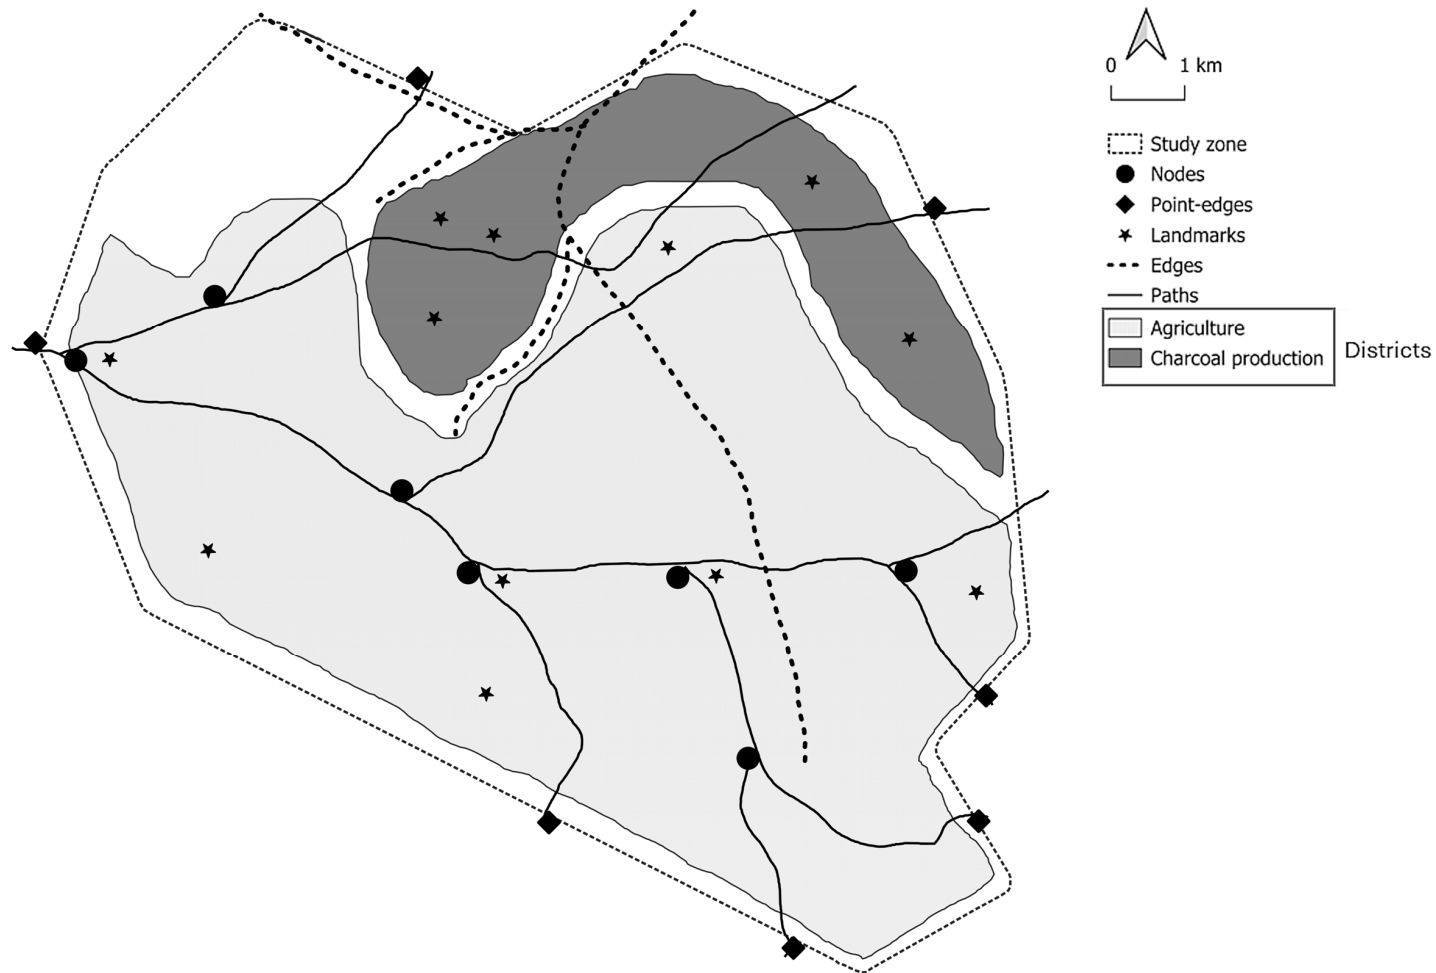 0 1 km
Study zone
Nodes
Point-edges
Landmarks
Edges
Paths
Agriculture
Charcoal production
Districts